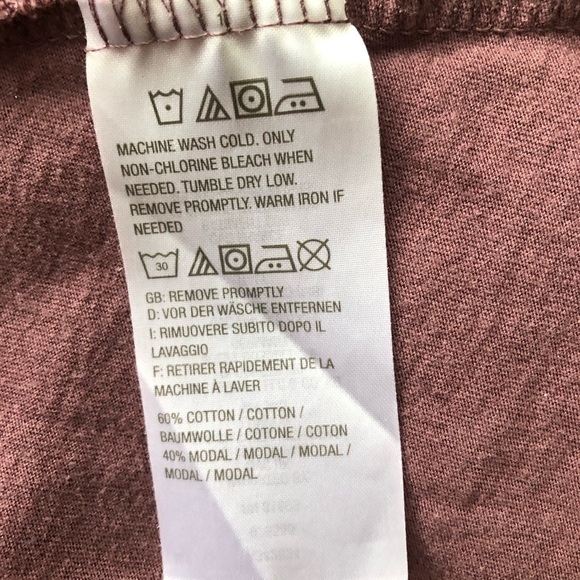 MACHINE WASH COLD. ONLY
NON-CHLORINE BLEACH WHEN
NEEDED. TUMBLE DRY LOW.
REMOVE PROMPTLY. WARM IRON IF
NEEDED
30
GB: REMOVE PROMPTLY
D: VOR DER WÄSCHE ENTFERNEN
I: RIMUOVERE SUBITO DOPO IL
LAVAGGIO
F: RETIRER RAPIDEMENT DE LA
MACHINE À LAVER
60% COTTON / COTTON /
BAUMWOLLE / COTONE / COTON
40% MODAL / MODAL / MODAL /
MODAL / MODAL